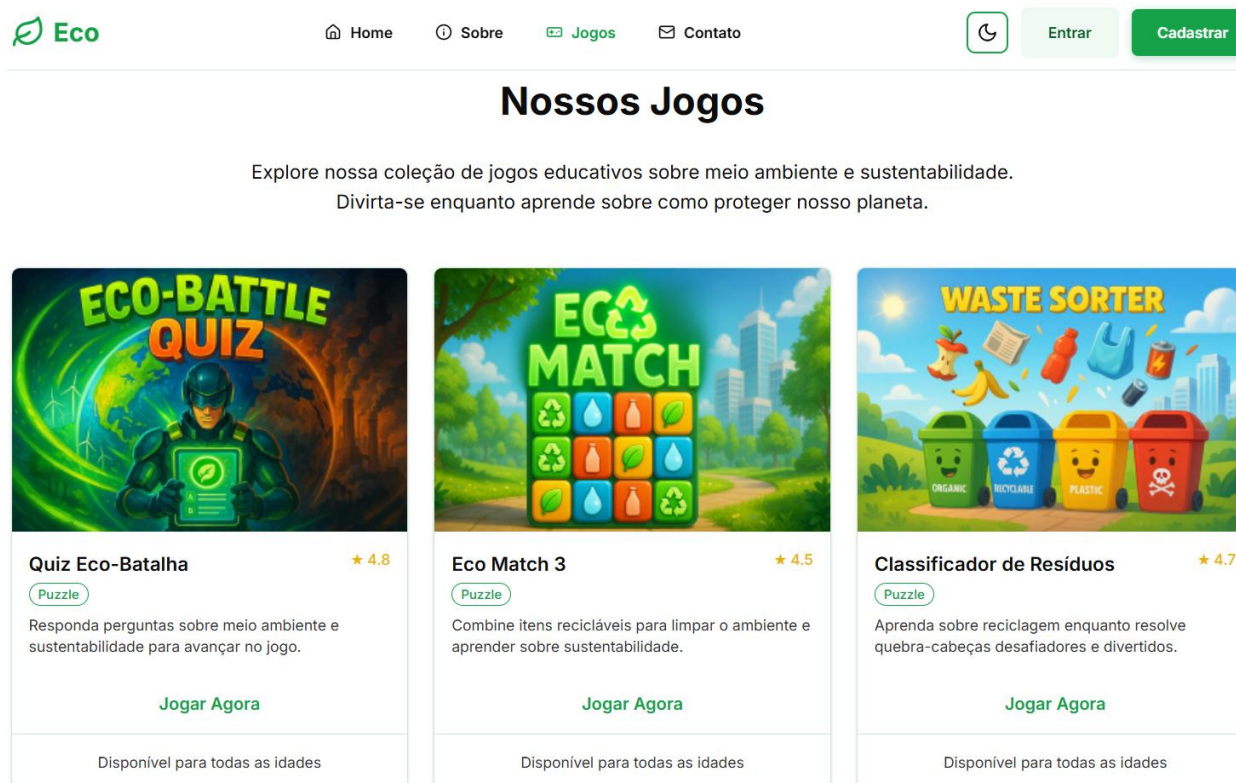 Eco
Home
Sobre
Jogos
Contato
Entrar
Cadastrar
Nossos Jogos
Explore nossa coleção de jogos educativos sobre meio ambiente e sustentabilidade.
Divirta-se enquanto aprende sobre como proteger nosso planeta.
ECO-BATTLE
QUIZ
A
B
Quiz Eco-Batalha
★ 4.8
Puzzle
Responda perguntas sobre meio ambiente e
sustentabilidade para avançar no jogo.
Jogar Agora
Disponível para todas as idades
ECO
MATCH
Eco Match 3
★ 4.5
Puzzle
Combine itens recicláveis para limpar o ambiente e
aprender sobre sustentabilidade.
Jogar Agora
Disponível para todas as idades
WASTE SORTER
ORGANIC
RECYCLABLE
PLASTIC
Classificador de Resíduos
★ 4.7
Puzzle
Aprenda sobre reciclagem enquanto resolve
quebra-cabeças desafiadores e divertidos.
Jogar Agora
Disponível para todas as idades